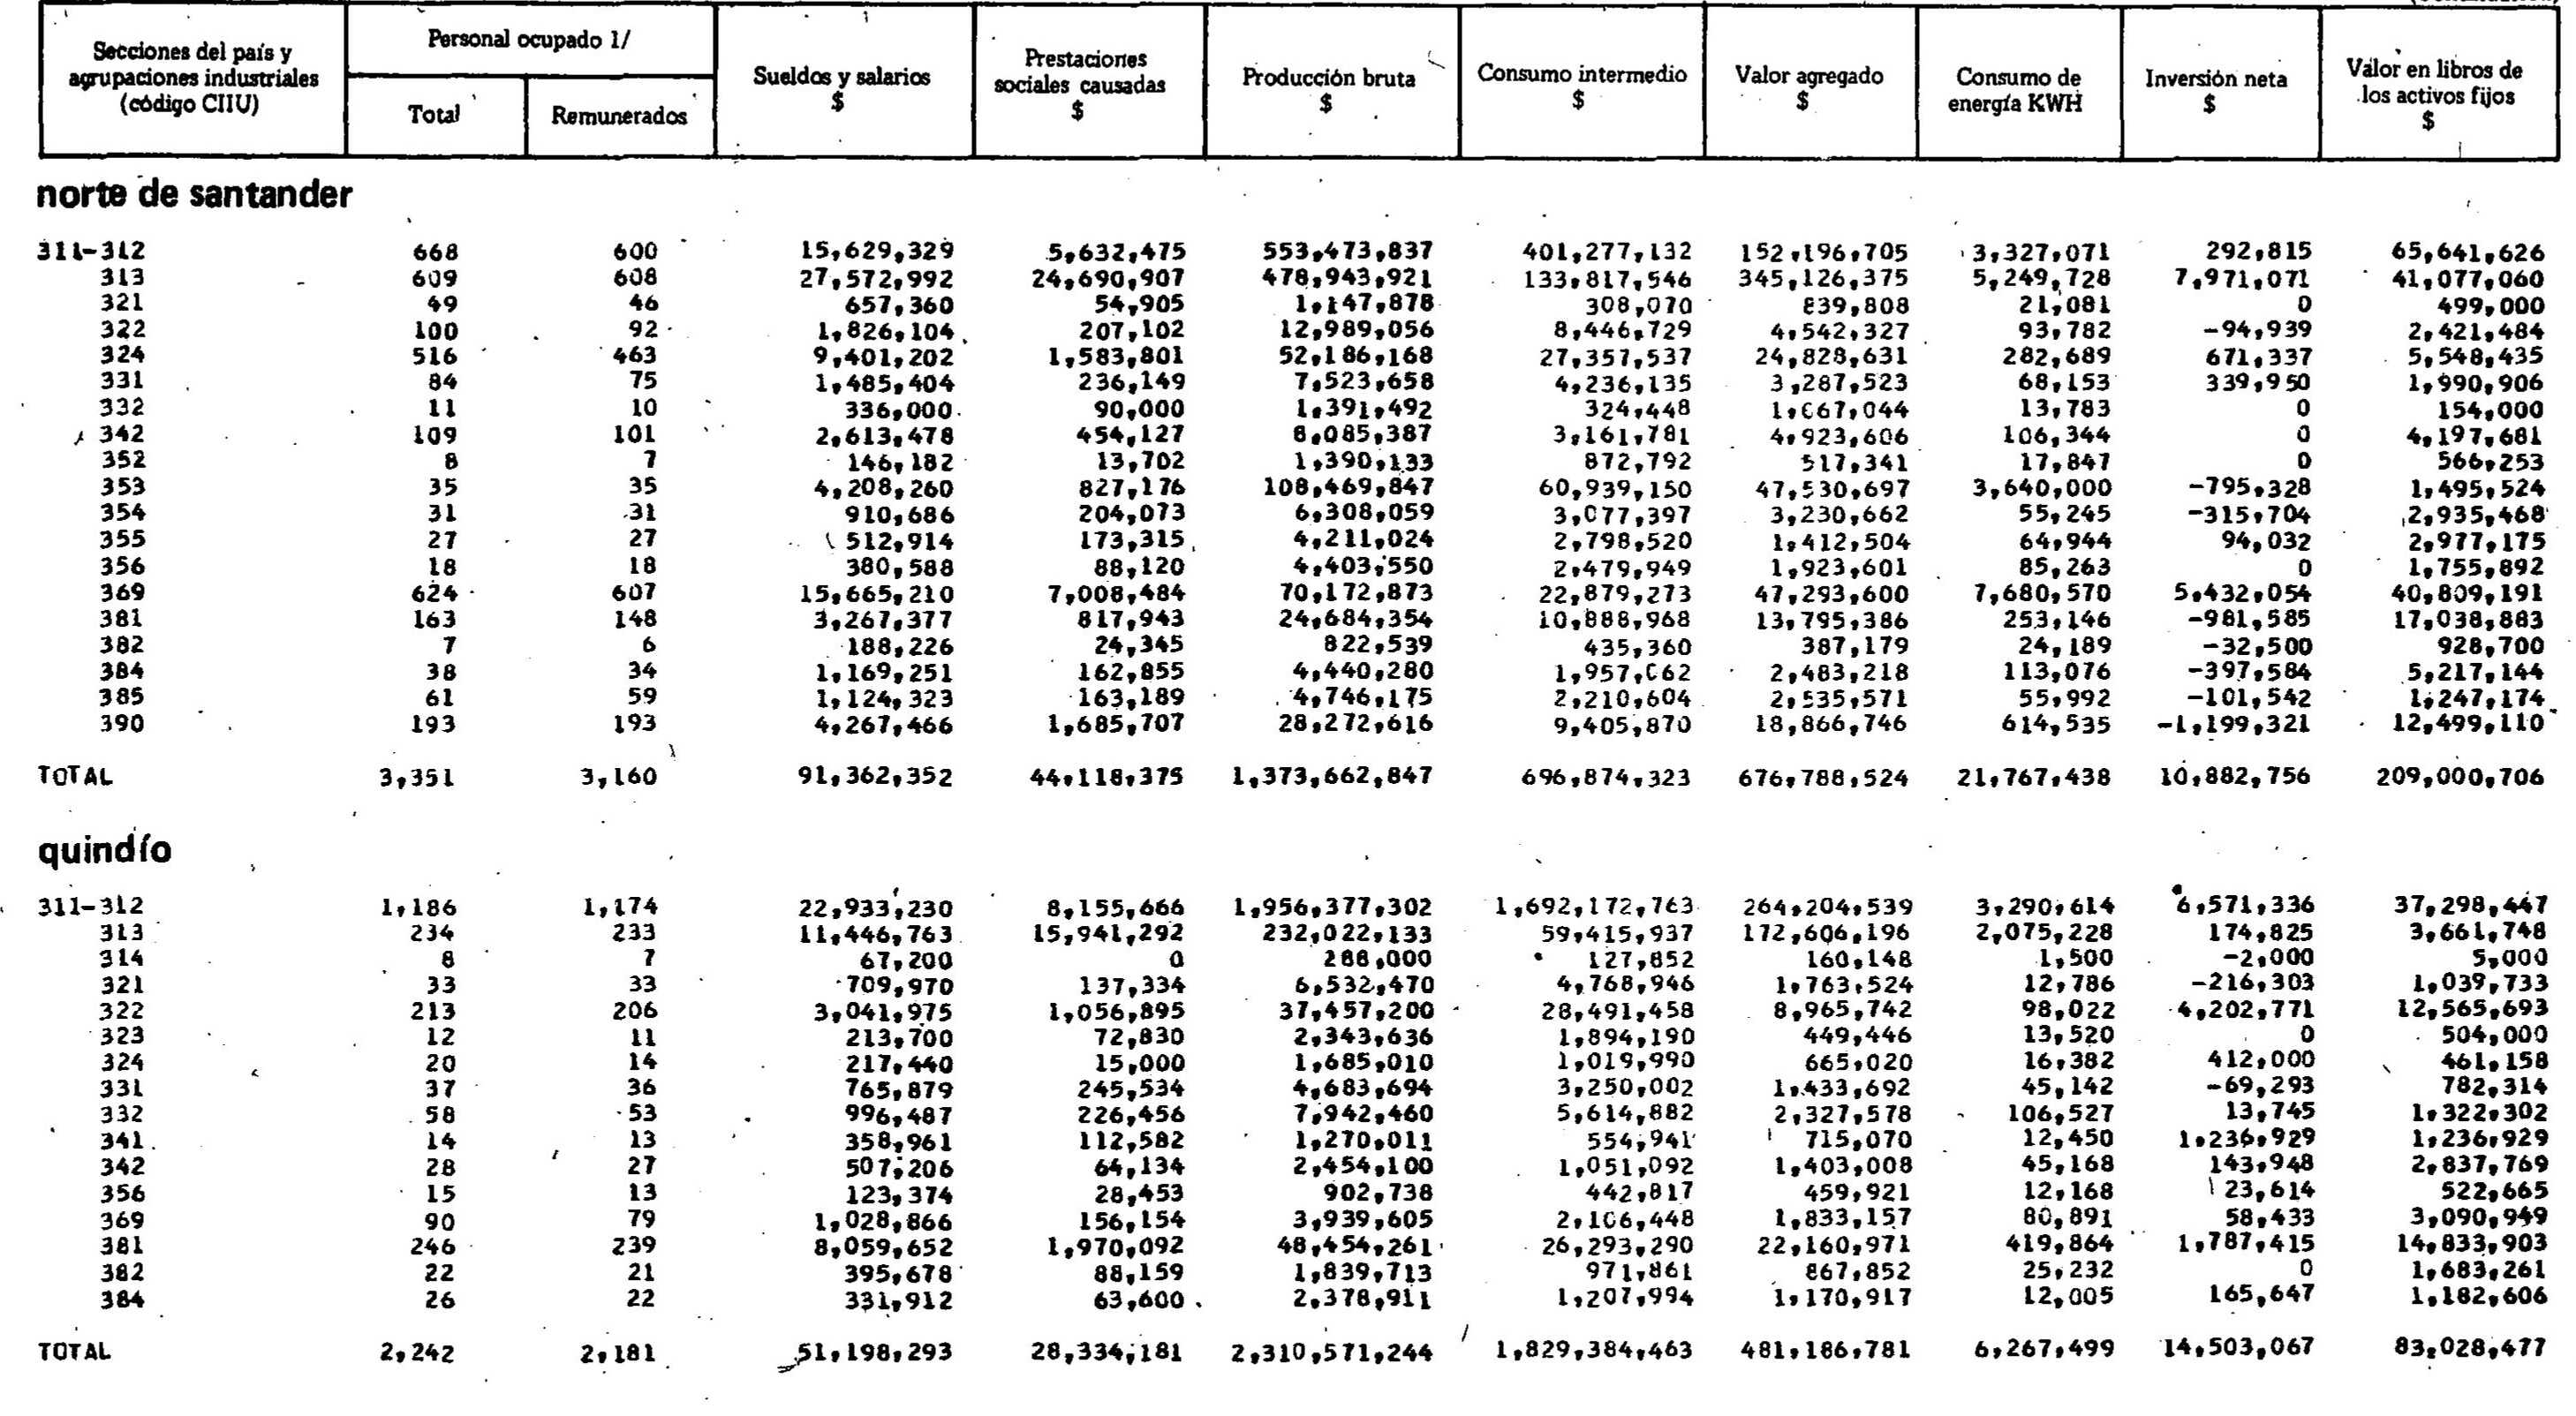 Secciones del país y agrupaciones industriales (código CIIU) Personal ocupado 1/ Total Remunerados Sueldos y salarios $ Prestaciones sociales causadas $ Producción bruta $ Consumo intermedio $ Valor agregado $ Consumo de energía KWH Inversión neta $ Valor en libros de los activos fijos $
norte de santander
311-312 668 600 15,629,329 5,632,475 553,473,837 401,277,132 152,196,705 3,327,071 292,815 65,641,626
313 609 608 27,572,992 24,690,907 478,943,921 133,817,546 345,126,375 5,249,728 7,971,071 41,077,060
321 49 46 657,360 54,905 1,147,878 308,070 839,808 21,081 0 499,000
322 100 92 1,826,104 207,102 12,989,056 8,446,729 4,542,327 93,782 -94,939 2,421,484
324 516 463 9,401,202 1,583,801 52,186,168 27,357,537 24,828,631 282,689 671,337 5,548,435
331 84 75 1,485,404 236,149 7,523,658 4,236,135 3,287,523 68,153 339,950 1,990,906
332 11 10 336,000 90,000 1,391,492 324,448 1,067,044 13,783 0 154,000
342 109 101 2,613,478 454,127 8,085,387 3,161,781 4,923,606 106,344 0 4,197,681
352 8 7 146,182 13,702 1,390,133 872,792 517,341 17,847 0 566,253
353 35 35 4,208,260 827,176 108,469,847 60,939,150 47,530,697 3,640,000 -795,328 1,495,524
354 31 31 910,686 204,073 6,308,059 3,077,397 3,230,662 55,245 -315,704 2,935,468
355 27 27 512,914 173,315 4,211,024 2,798,520 1,412,504 64,944 94,032 2,977,175
356 18 18 380,588 88,120 4,403,550 2,479,949 1,923,601 85,263 0 1,755,892
369 624 607 15,665,210 7,008,484 70,172,873 22,879,273 47,293,600 7,680,570 5,432,054 40,809,191
381 163 148 3,267,377 817,943 24,684,354 10,888,968 13,795,386 253,146 -981,585 17,038,883
382 7 6 188,226 24,345 822,539 435,360 387,179 24,189 -32,500 928,700
384 38 34 1,169,251 162,855 4,440,280 1,957,062 2,483,218 113,076 -397,584 5,217,144
385 61 59 1,124,323 163,189 4,746,175 2,210,604 2,535,571 55,992 -101,542 1,247,174
390 193 193 4,267,466 1,685,707 28,272,616 9,405,870 18,866,746 614,535 -1,199,321 12,499,110
TOTAL 3,351 3,160 91,362,352 44,118,375 1,373,662,847 696,874,323 676,788,524 21,767,438 10,882,756 209,000,706
quindío
311-312 1,186 1,174 22,933,230 8,155,666 1,956,377,302 1,692,172,763 264,204,539 3,290,614 6,571,336 37,298,447
313 234 233 11,446,763 15,941,292 232,022,133 59,415,937 172,606,196 2,075,228 174,825 3,661,748
314 8 7 67,200 0 288,000 127,852 160,148 1,500 -2,000 5,000
321 33 33 709,970 137,334 6,532,470 4,768,946 1,763,524 12,786 -216,303 1,039,733
322 213 206 3,041,975 1,056,895 37,457,200 28,491,458 8,965,742 98,022 4,202,771 12,565,693
323 12 11 213,700 72,830 2,343,636 1,894,190 449,446 13,520 0 504,000
324 20 14 217,440 15,000 1,685,010 1,019,990 665,020 16,382 412,000 461,158
331 37 36 765,879 245,534 4,683,694 3,250,002 1,433,692 45,142 -69,293 782,314
332 58 53 996,487 226,456 7,942,460 5,614,882 2,327,578 106,527 13,745 1,322,302
341 14 13 358,961 112,582 1,270,011 554,941 715,070 12,450 1,236,929 1,236,929
342 28 27 507,206 64,134 2,454,100 1,051,092 1,403,008 45,168 143,948 2,837,769
356 15 13 123,374 28,453 902,738 442,817 459,921 12,168 23,614 522,665
369 90 79 1,028,866 156,154 3,939,605 2,106,448 1,833,157 80,891 58,433 3,090,949
381 246 239 8,059,652 1,970,092 48,454,261 26,293,290 22,160,971 419,864 1,787,415 14,833,903
382 22 21 395,678 88,159 1,839,713 971,861 867,852 25,232 0 1,683,261
384 26 22 331,912 63,600 2,378,911 1,207,994 1,170,917 12,005 165,647 1,182,606
TOTAL 2,242 2,181 51,198,293 28,334,181 2,310,571,244 1,829,384,463 481,186,781 6,267,499 14,503,067 83,028,477